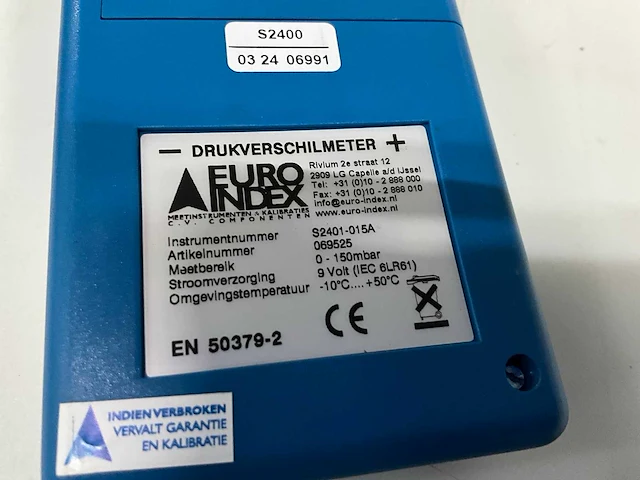 S2400
03 24 06991
— DRUKVERSCHILMETER +
EURO INDEX
MEETINSTRUMENTEN & KALIBRATIES
C.V. COMPONENTEN
Rivium 2e straat 12
2909 LG Capelle a/d IJssel
Tel: +31 (0)10 - 2 888 000
Fax: +31 (0)10 - 2 888 010
info@euro-index.nl
www.euro-index.nl
Instrumentnummer S2401-015A
Artikelnummer 069525
Meetbereik 0 - 150mbar
Stroomverzorging 9 Volt (IEC 6LR61)
Omgevingstemperatuur -10°C....+50°C
CE
EN 50379-2
INDIEN VERBROKEN
VERVALT GARANTIE
EN KALIBRATIE